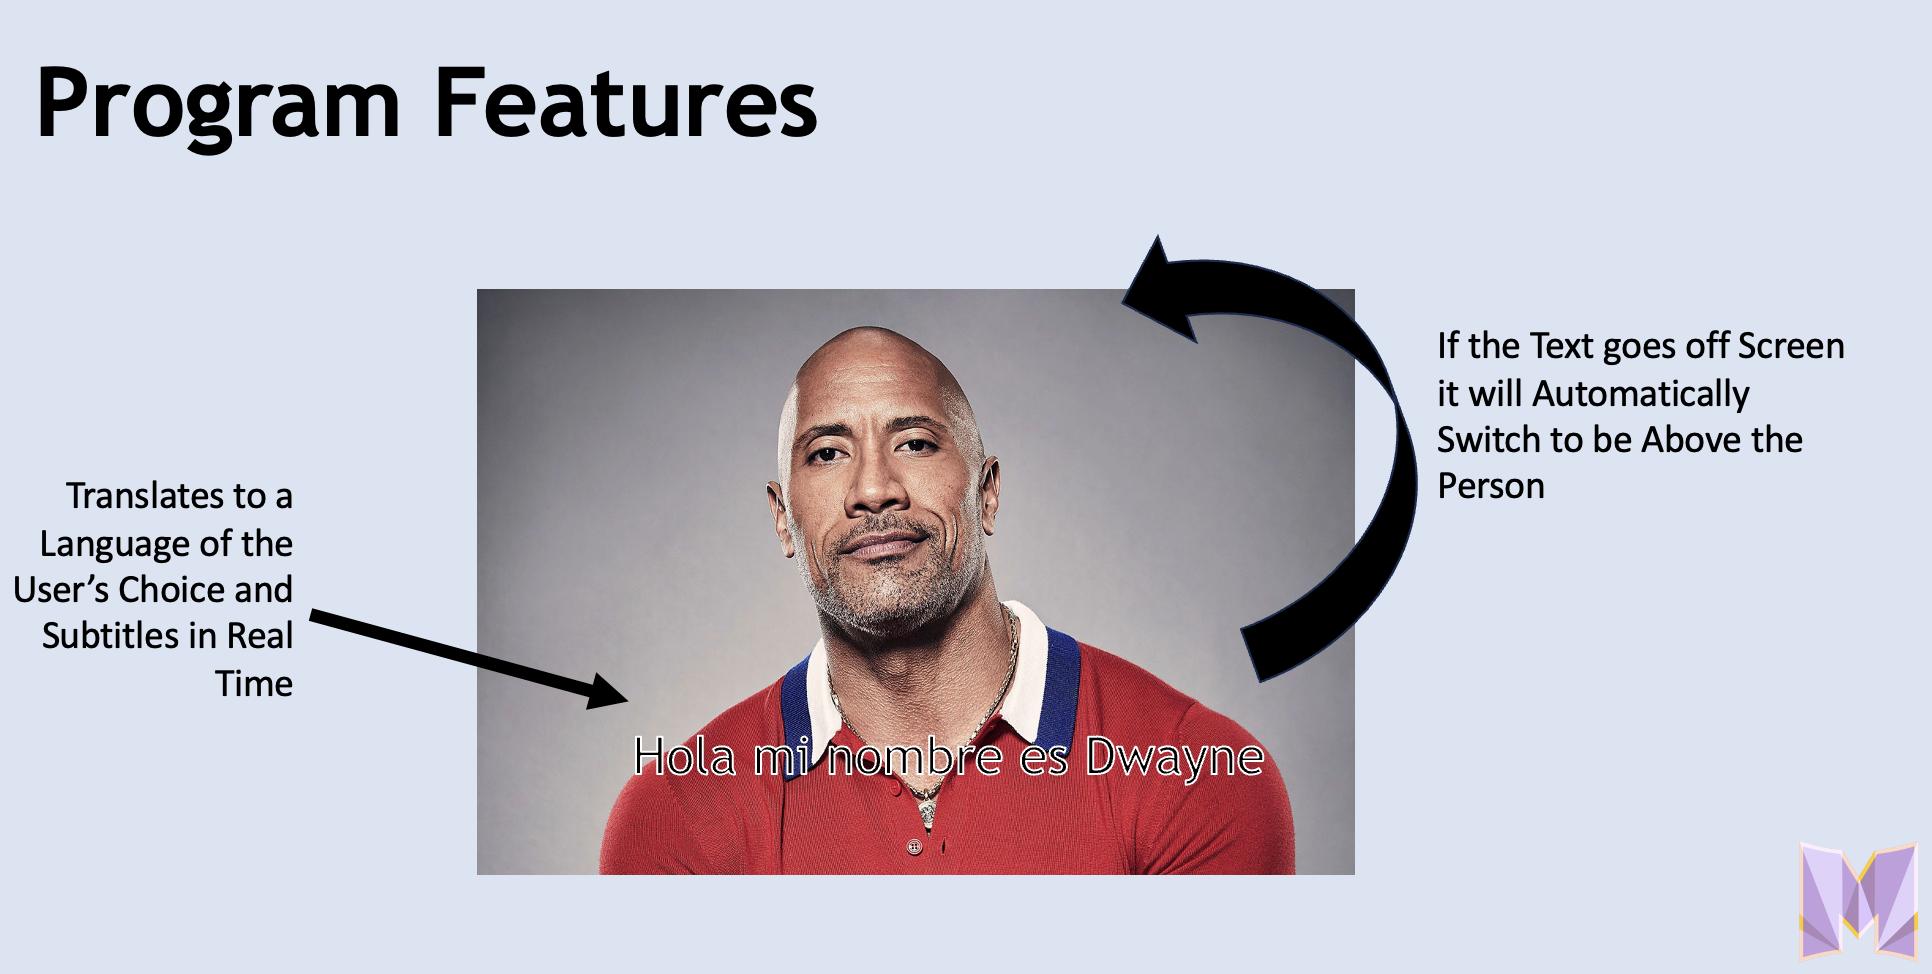 Program Features
Translates to a
Language of the
User’s Choice and
Subtitles in Real
Time
Hola mi nombre es Dwayne
If the Text goes off Screen
it will Automatically
Switch to be Above the
Person
M